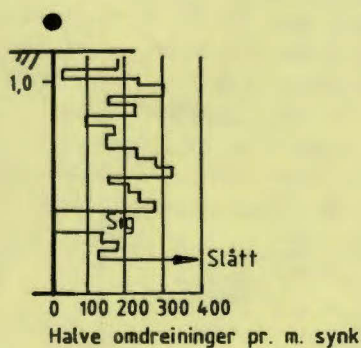 1,0
Sig
Slått
0 100 200 300 400
Halve omdreininger pr. m. synk